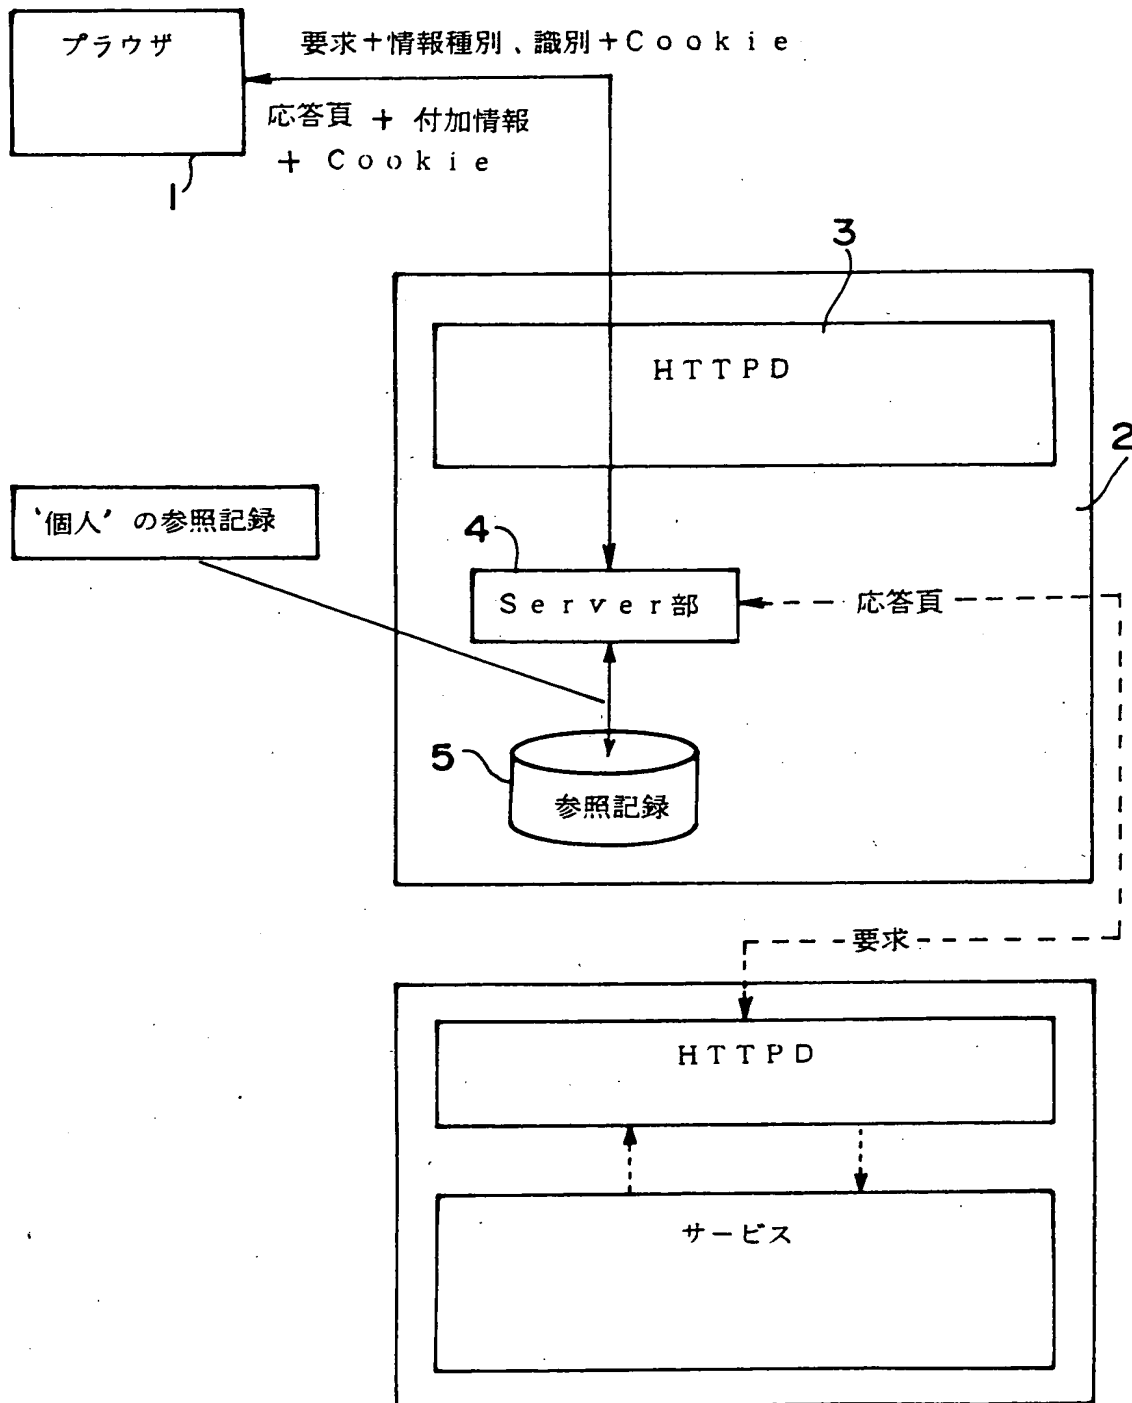 ブラウザ
要求+情報種別、識別+Cookie
応答頁 + 付加情報
+ Cookie
1
3
HTTPD
2
‘個人’の参照記録
4
Server部
応答頁
5
参照記録
要求
HTTPD
サービス